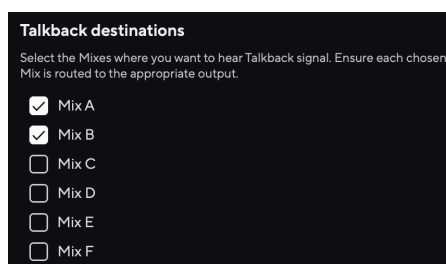 Talkback destinations
Select the Mixes where you want to hear Talkback signal. Ensure each chosen
Mix is routed to the appropriate output.
Mix A
Mix B
Mix C
Mix D
Mix E
Mix F